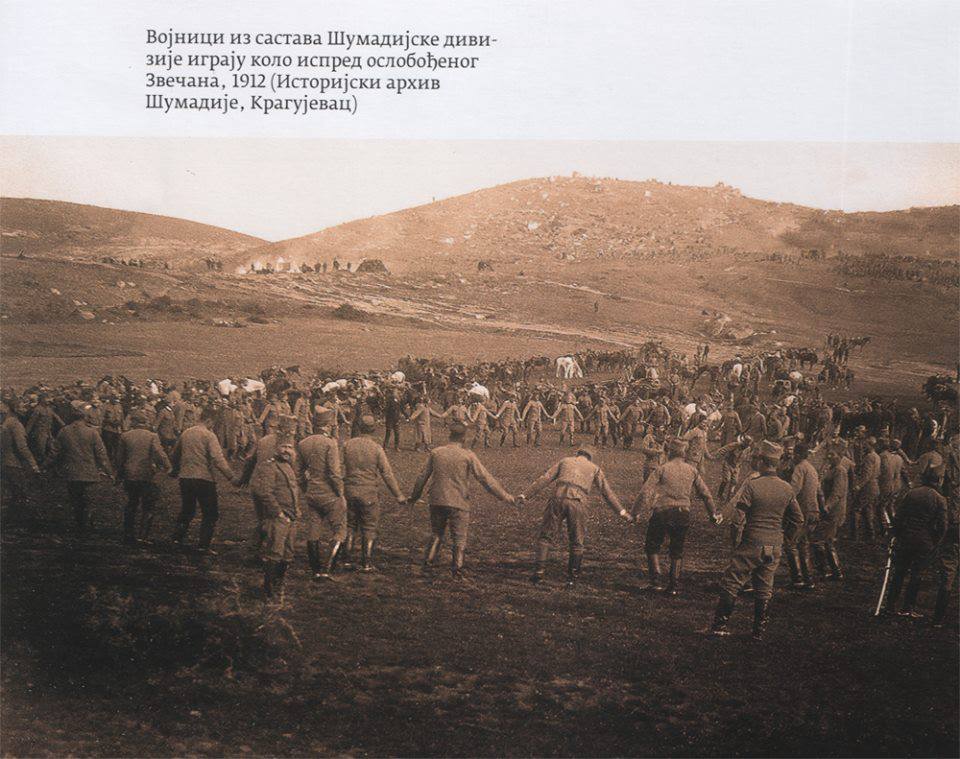 Војници из састава Шумадијске диви-
зије играју коло испред ослобођеног
Звечана, 1912 (Историјски архив
Шумадије, Крагујевац)